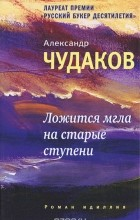 ЛАУРЕАТ ПРЕМИИ
«РУССКИЙ БУКЕР ДЕСЯТИЛЕТИЯ»
Александр
ЧУДАКОВ
Ложится мгла
на старые
ступени
Роман идиллия